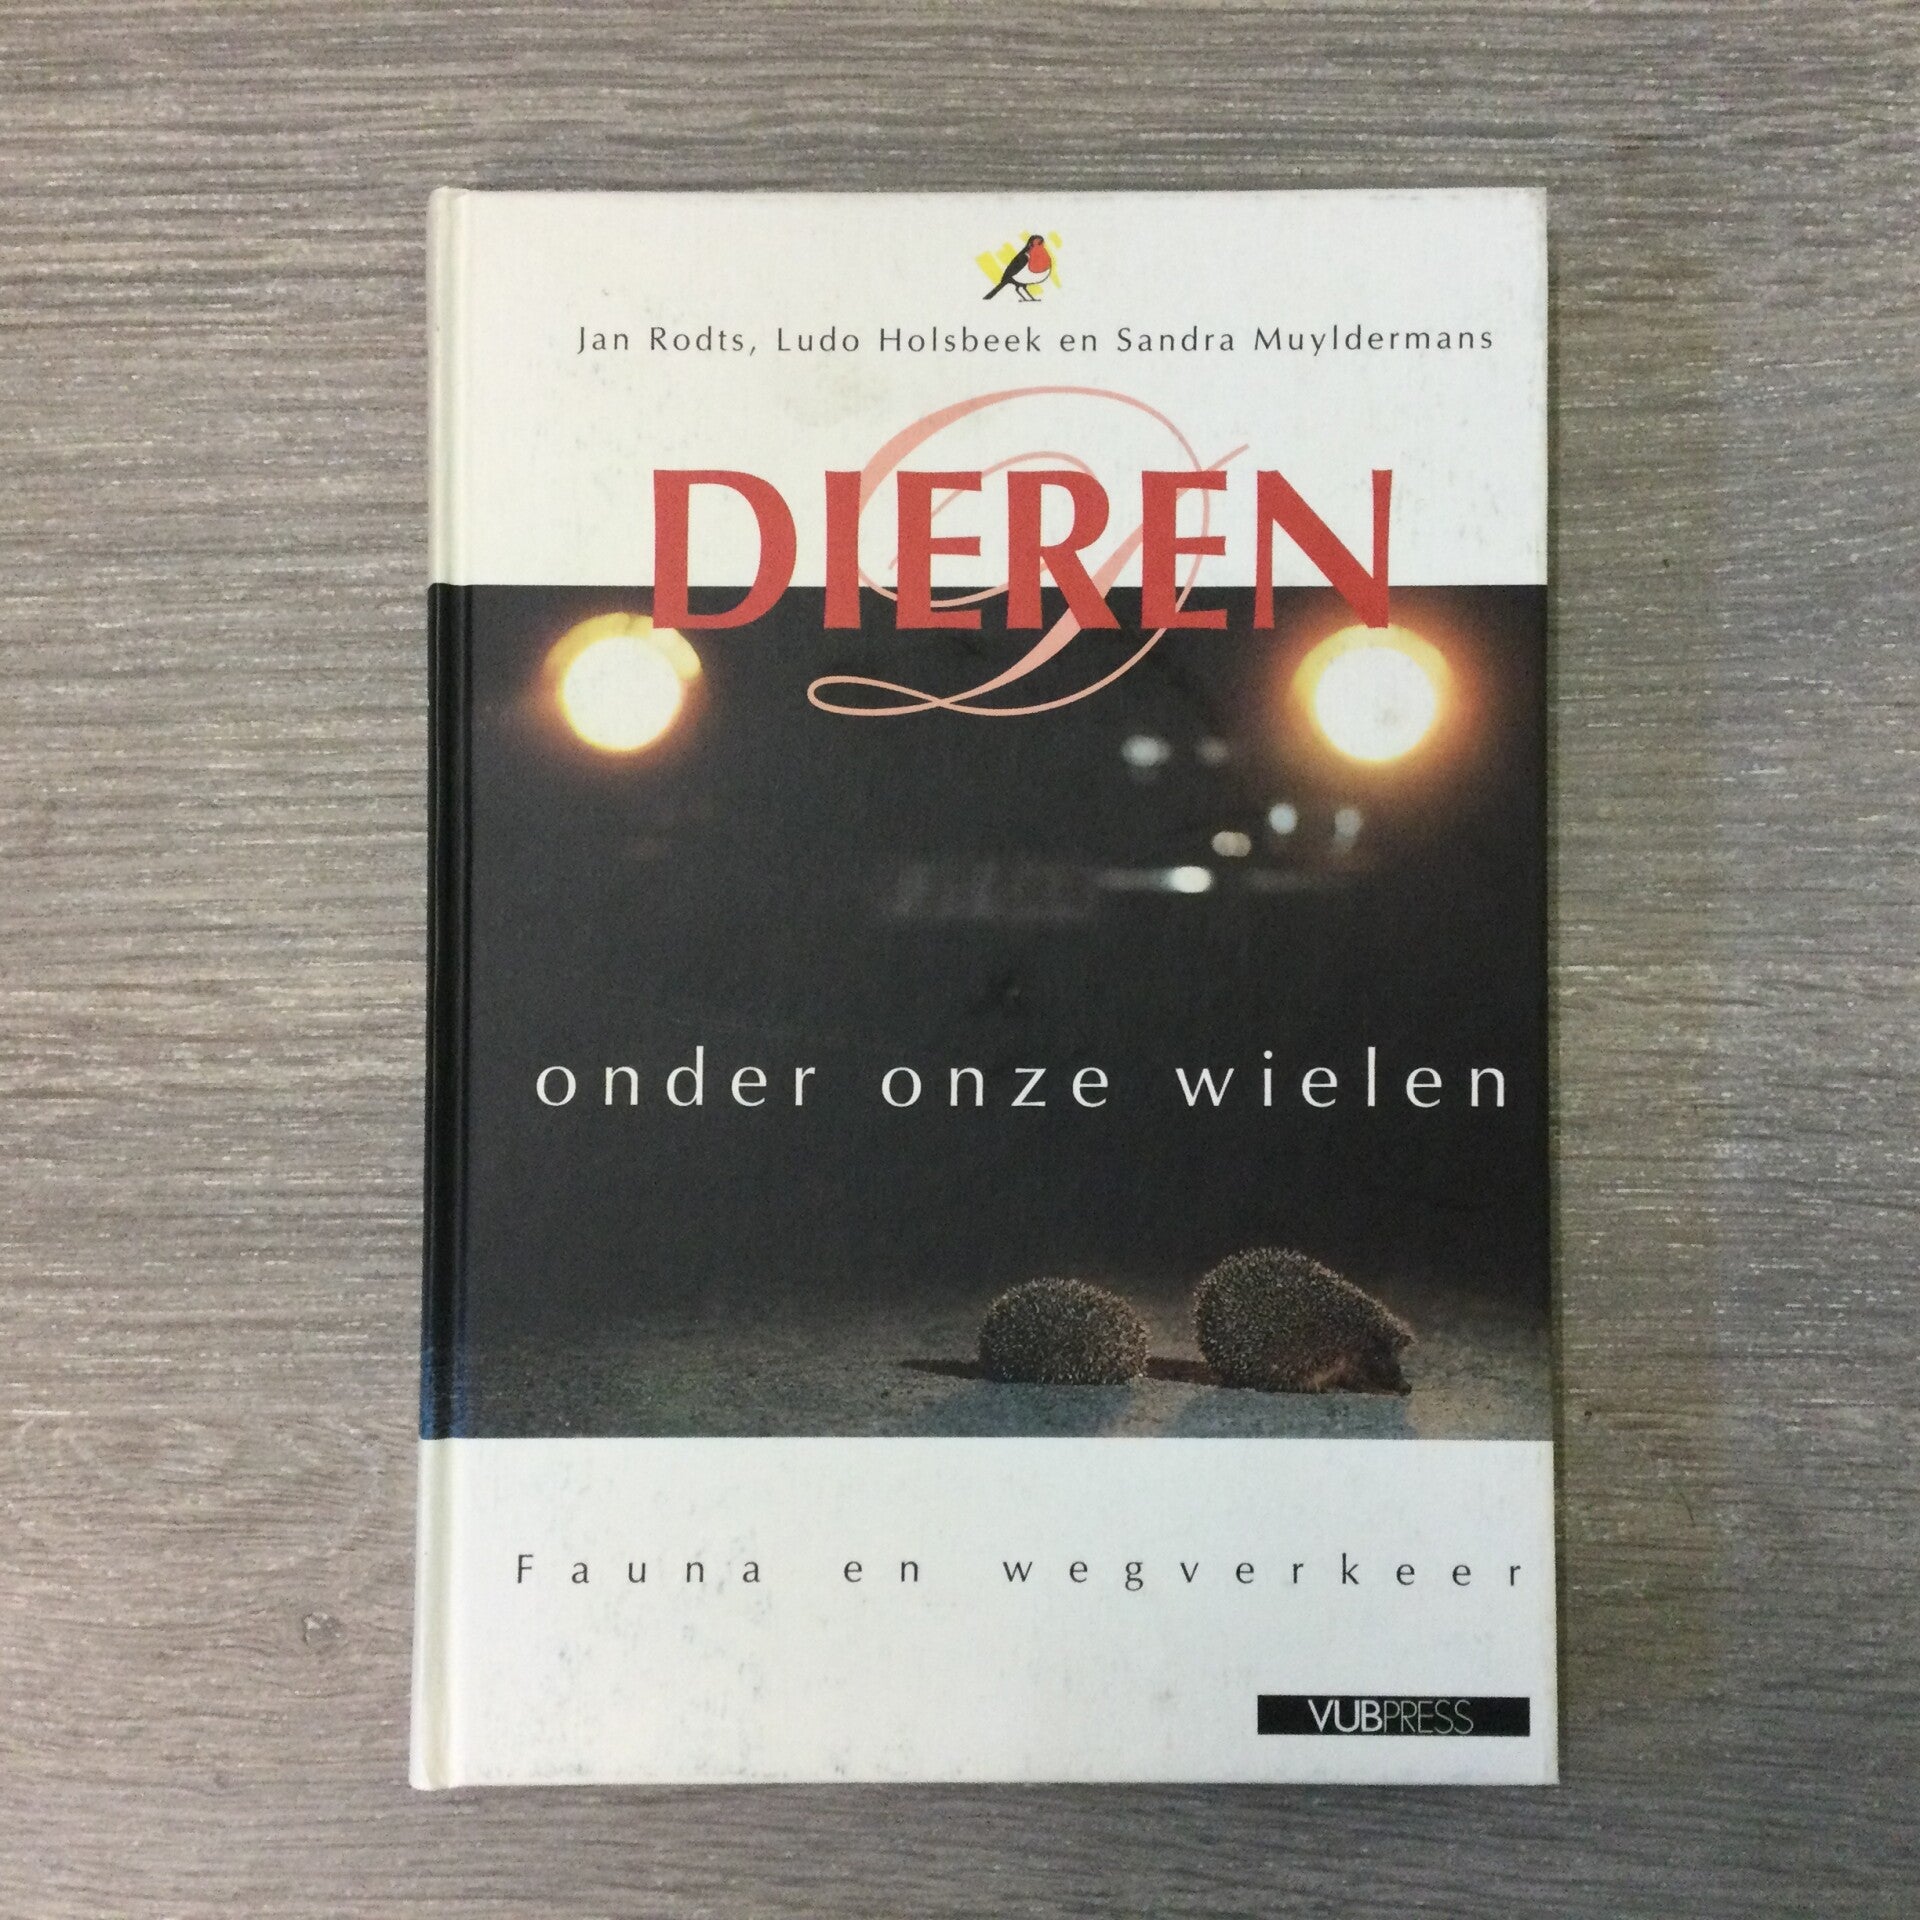 Jan Rodts, Ludo Holsbeek en Sandra Muyldermans
DIEREN
onder onze wielen
Fauna en wegverkeer
VUBPRESS